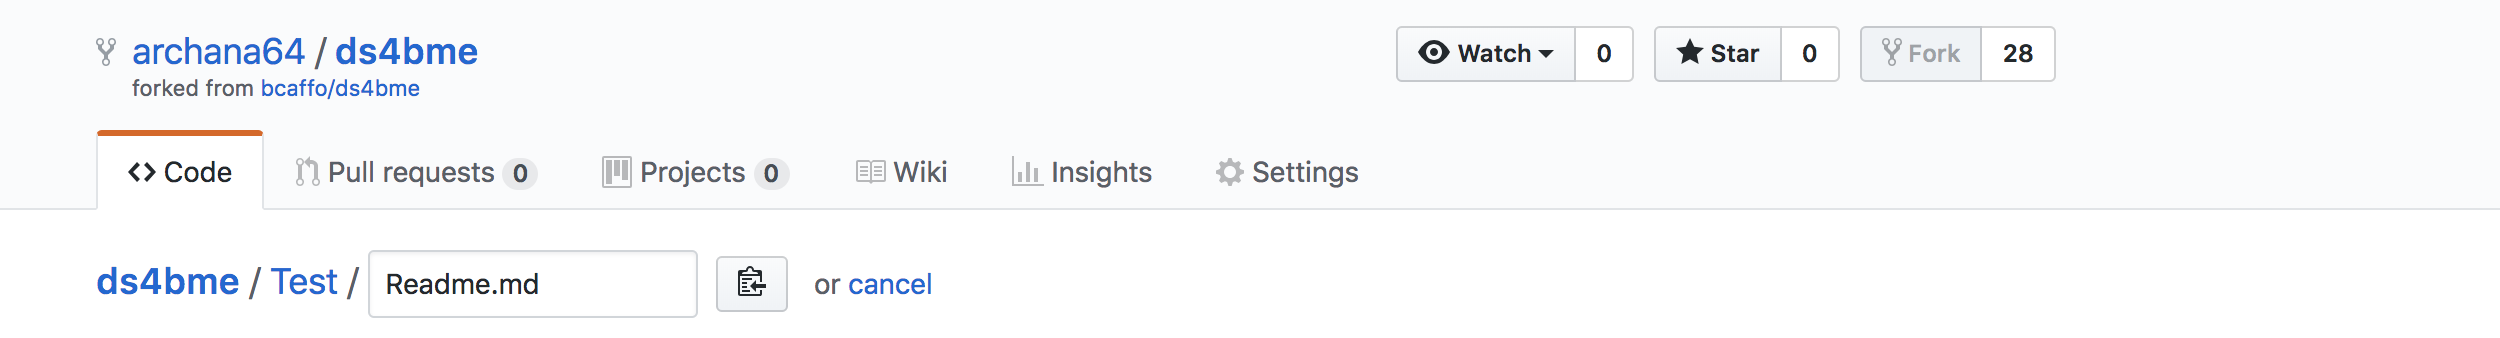 archana64 / ds4bme
Watch 0 Star 0 Fork 28
forked from bcaffo/ds4bme
Code Pull requests 0 Projects 0 Wiki Insights Settings
ds4bme / Test / Readme.md or cancel